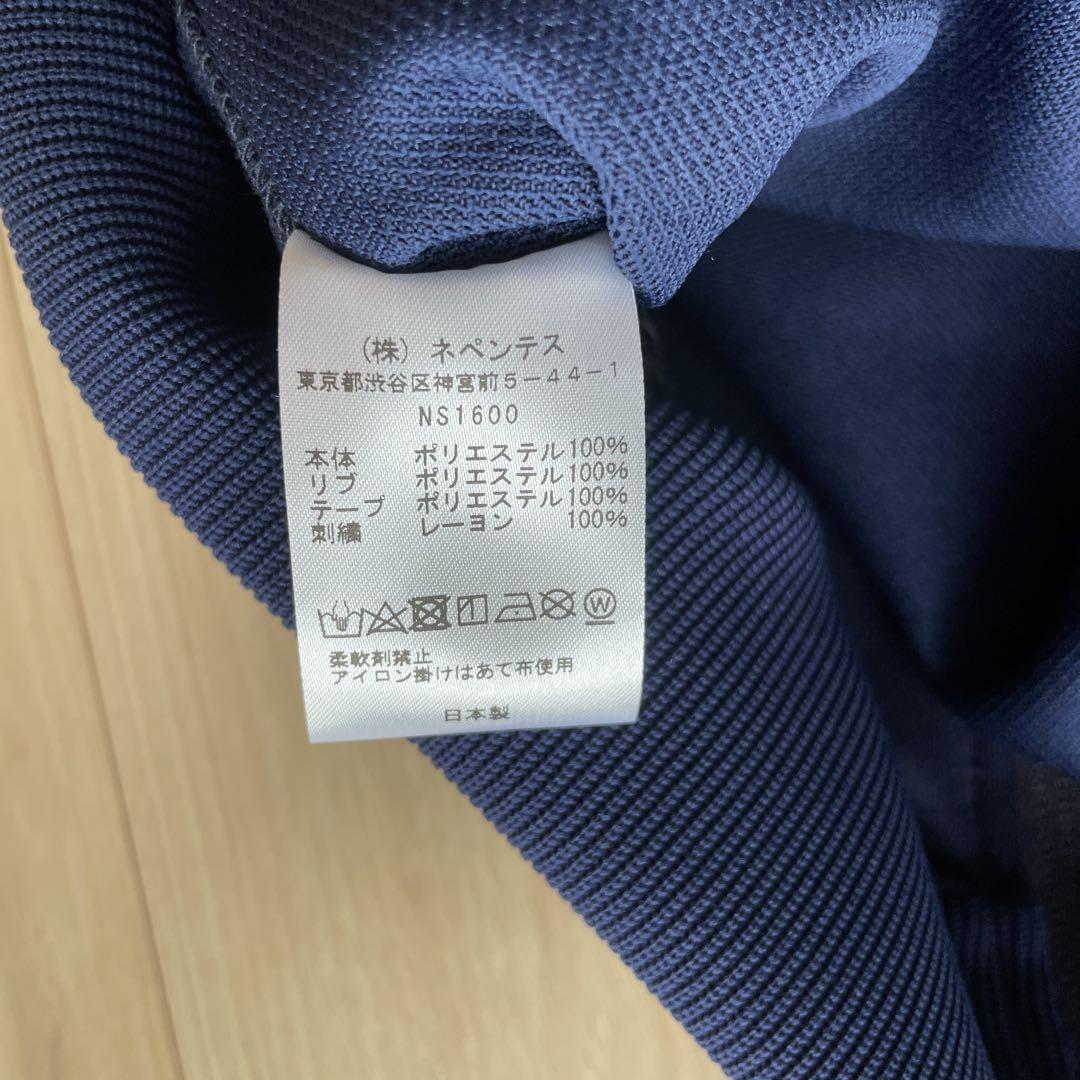 (株) ネペンテス
東京都渋谷区神宮前5-44-1
NS1600
本体 ポリエステル100%
リブ ポリエステル100%
テープ ポリエステル100%
刺繍 レーヨン 100%
W
柔軟剤禁止
アイロン掛けはあて布使用
日本製